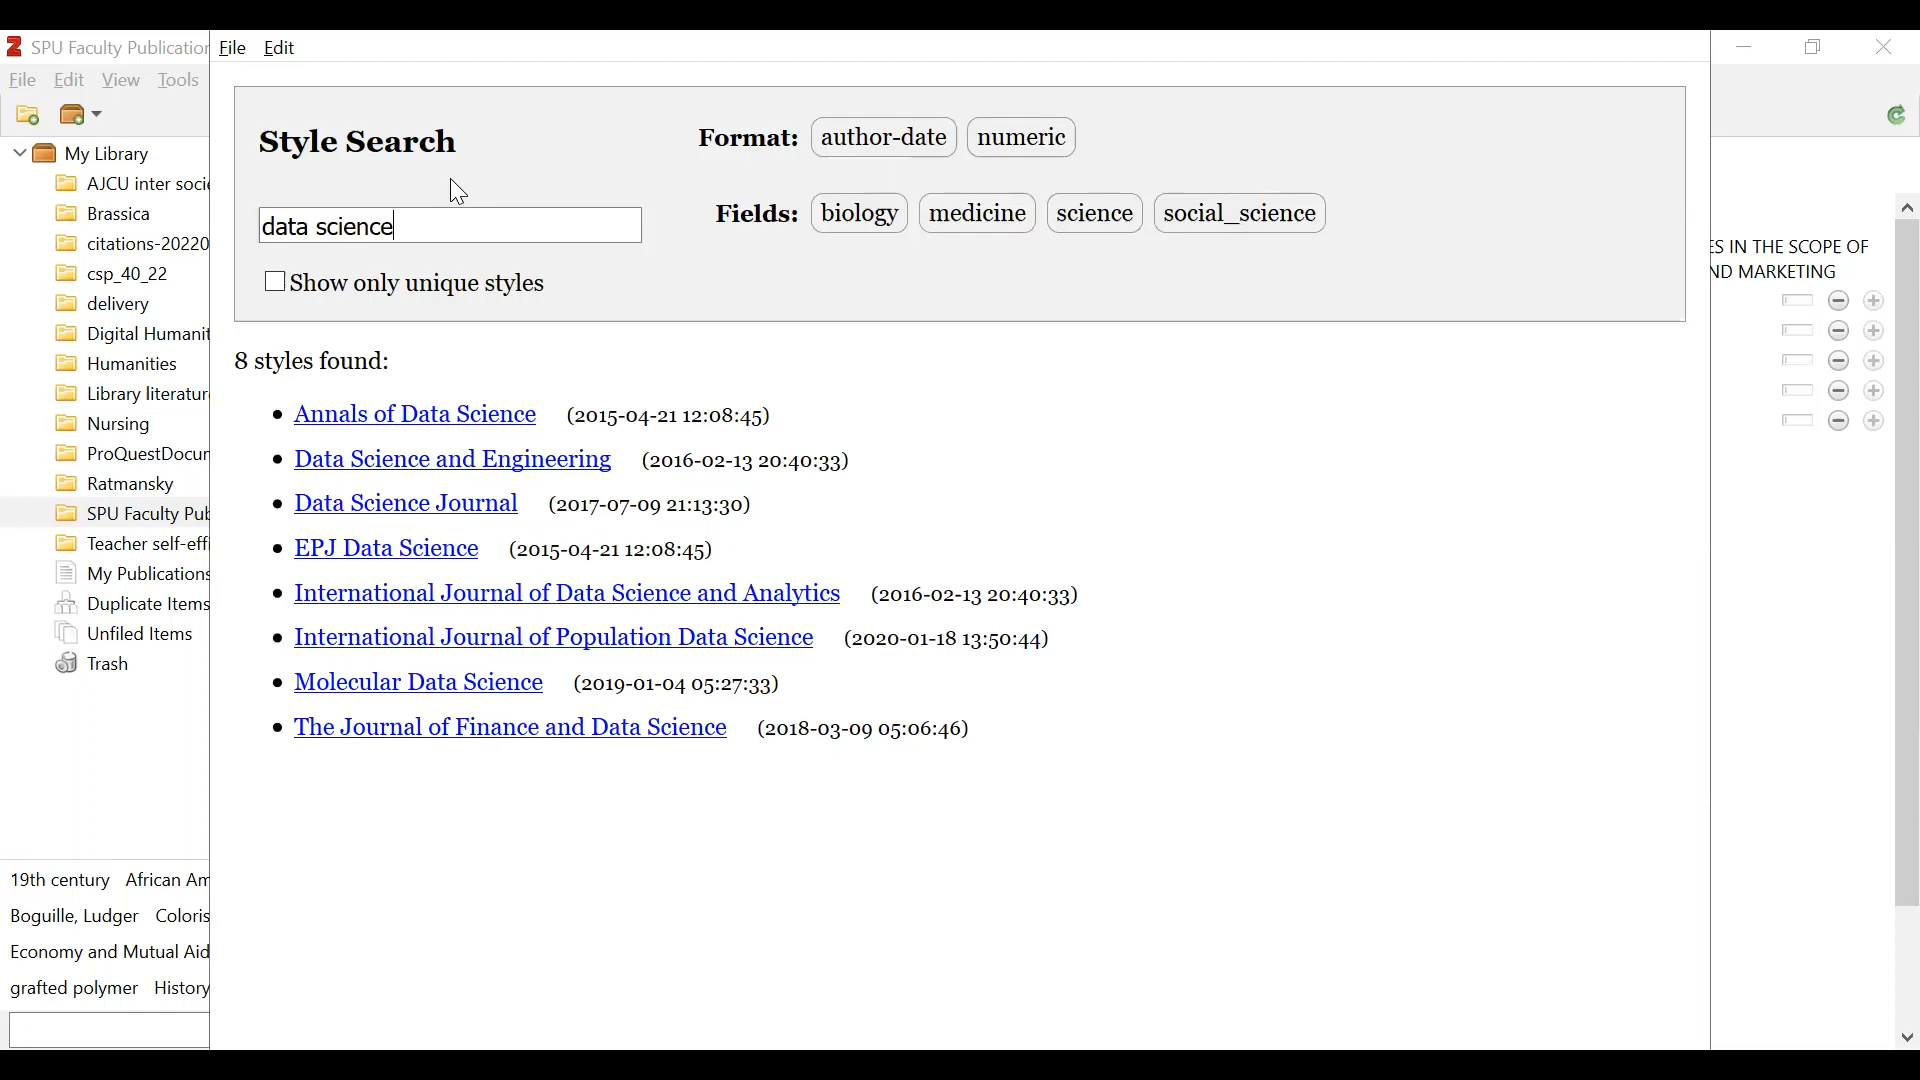 SPU Faculty Publication
File Edit View Tools
My Library
AJCU inter socie
Brassica
citations-20220
csp_40_22
delivery
Digital Humanit
Humanities
Library literatur
Nursing
ProQuestDocur
Ratmansky
SPU Faculty Pub
Teacher self-effi
My Publications
Duplicate Items
Unfiled Items
Trash
19th century African Am
Boguille, Ludger Coloris
Economy and Mutual Aid
grafted polymer History
File Edit
Style Search
Format: author-date numeric
data science
Fields: biology medicine science social_science
Show only unique styles
8 styles found:
Annals of Data Science (2015-04-21 12:08:45)
Data Science and Engineering (2016-02-13 20:40:33)
Data Science Journal (2017-07-09 21:13:30)
EPJ Data Science (2015-04-21 12:08:45)
International Journal of Data Science and Analytics (2016-02-13 20:40:33)
International Journal of Population Data Science (2020-01-18 13:50:44)
Molecular Data Science (2019-01-04 05:27:33)
The Journal of Finance and Data Science (2018-03-09 05:06:46)
ES IN THE SCOPE OF
ND MARKETING